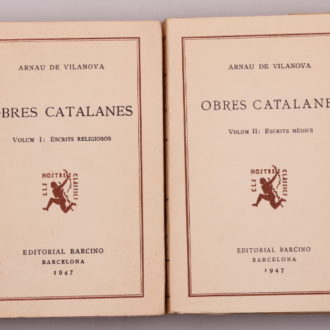 ARNAU DE VILANOVA
OBRES CATALANES
VOLUM I: ESCRITS RELIGIOSOS
ELS
NOSTRES
CLÀSSICS
EDITORIAL BARCINO
BARCELONA
1947
ARNAU DE VILANOVA
OBRES CATALANE
VOLUM II: ESCRITS MÈDICS
ELS
NOSTRES
CLÀSSICS
EDITORIAL BARCINO
BARCELONA
1947